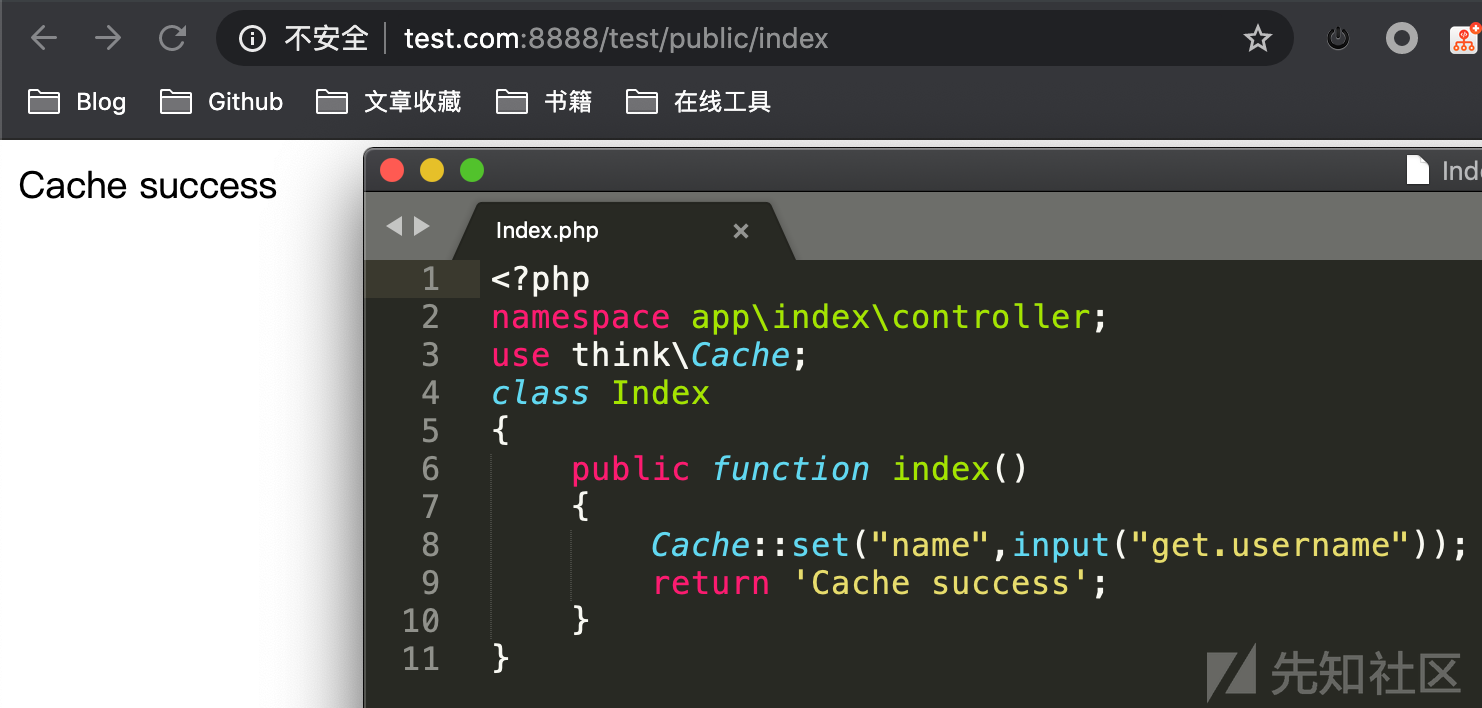 不安全 test.com:8888/test/public/index
Blog Github 文章收藏 书籍 在线工具
Cache success
Index.php
1 <?php
2 namespace app\index\controller;
3 use think\Cache;
4 class Index
5 {
6     public function index()
7     {
8         Cache::set("name",input("get.username"));
9         return 'Cache success';
10     }
11 }
先知社区